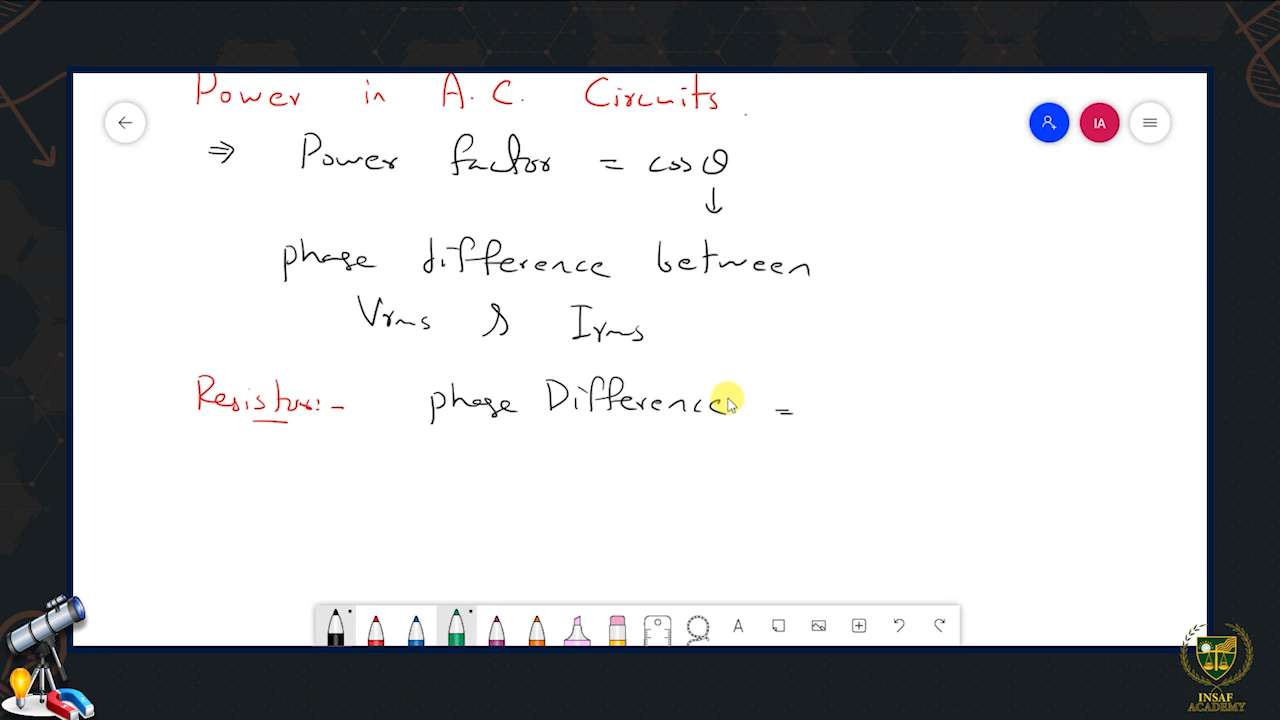 Power in A.C. Circuits
⇒ Power factor = cos θ
↓
phase difference between
Vrms & Irms
Resistor:- phase Difference =
IA
A
INSAF
ACADEMY